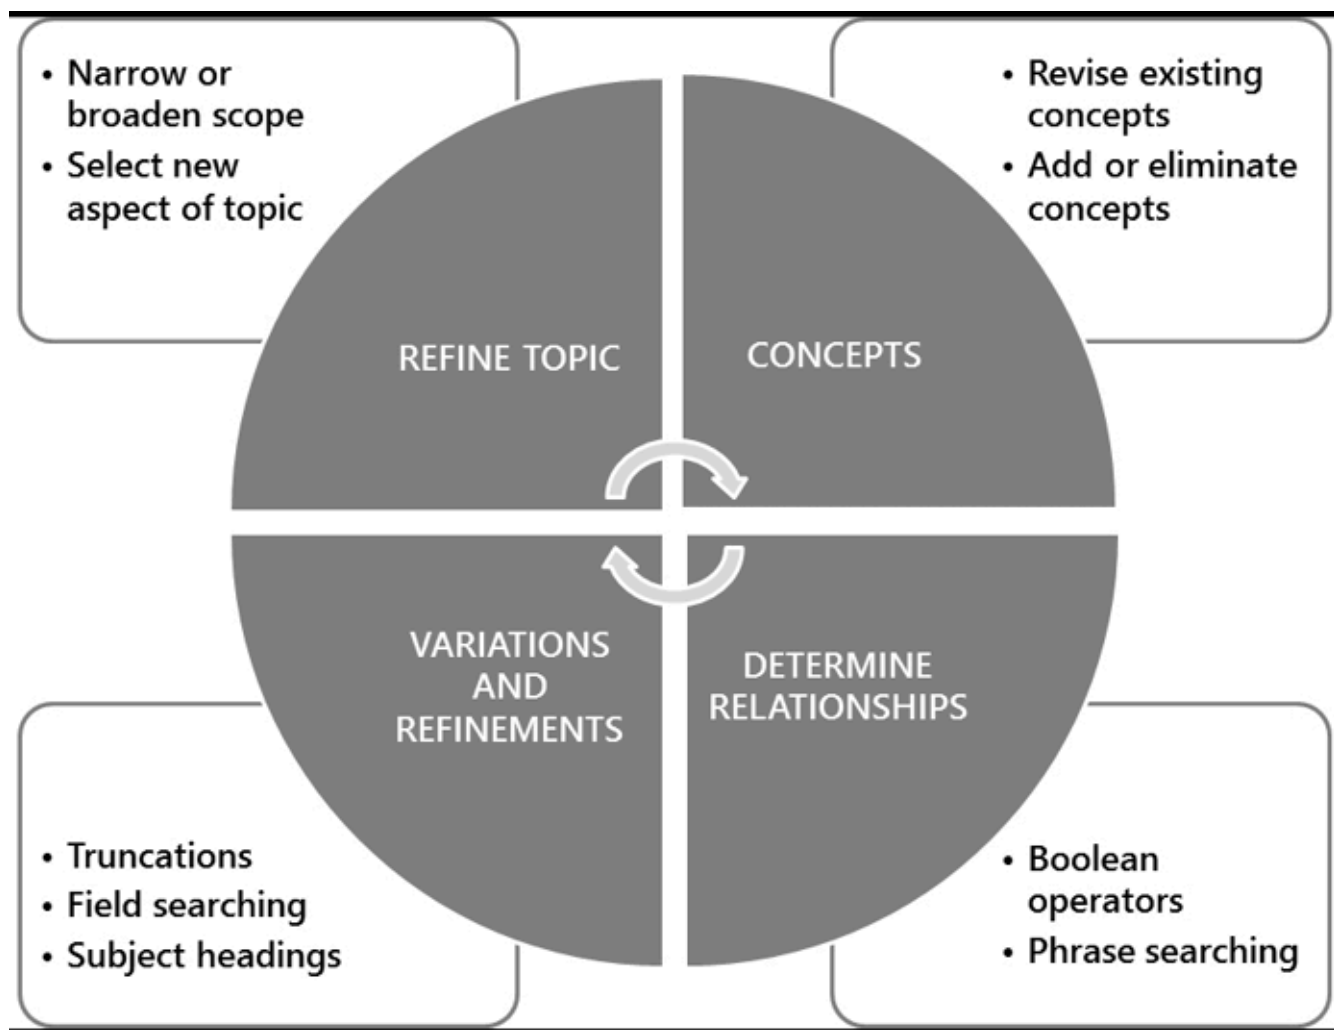 • Narrow or
broaden scope
• Select new
aspect of topic
• Revise existing
concepts
• Add or eliminate
concepts
REFINE TOPIC
CONCEPTS
VARIATIONS
AND
REFINEMENTS
DETERMINE
RELATIONSHIPS
• Truncations
• Field searching
• Subject headings
• Boolean
operators
• Phrase searching